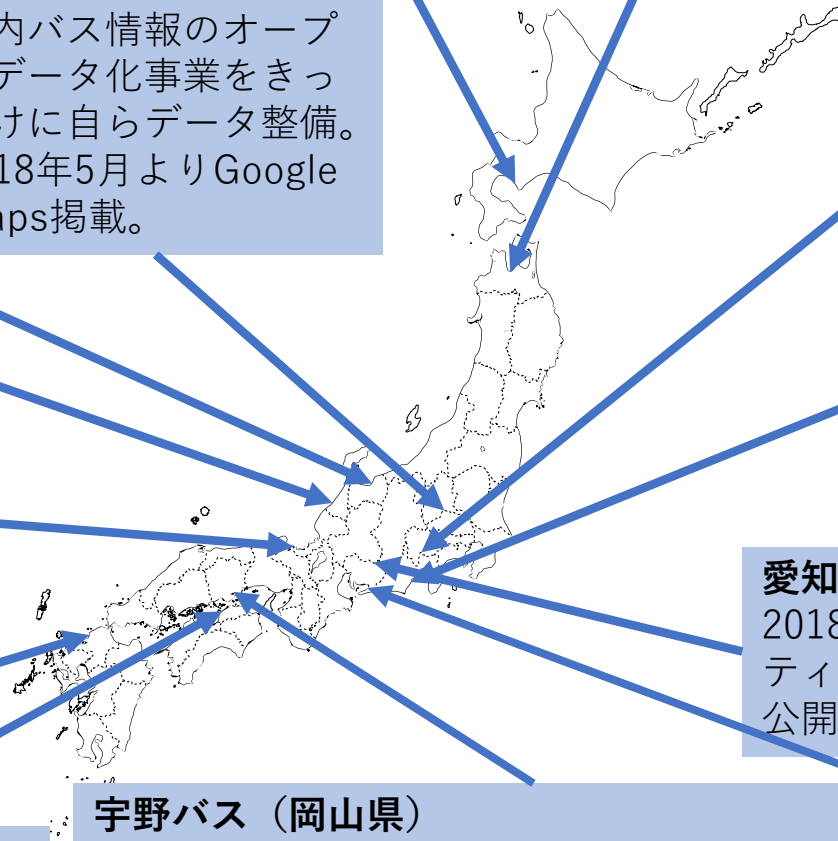 内バス情報のオープ
データ化事業をきっ
けに自らデータ整備。
18年5月よりGoogle
aps掲載。
愛知
2018
ティ
公開
宇野バス（岡山県）